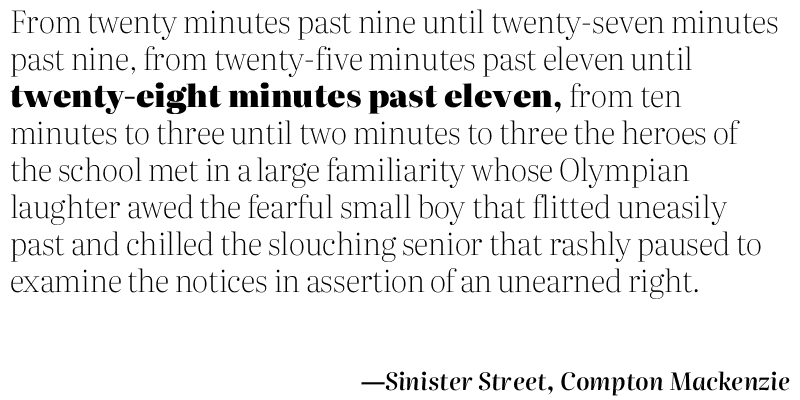 From twenty minutes past nine until twenty-seven minutes
past nine, from twenty-five minutes past eleven until
twenty-eight minutes past eleven, from ten
minutes to three until two minutes to three the heroes of
the school met in a large familiarity whose Olympian
laughter awed the fearful small boy that flitted uneasily
past and chilled the slouching senior that rashly paused to
examine the notices in assertion of an unearned right.
—Sinister Street, Compton Mackenzie